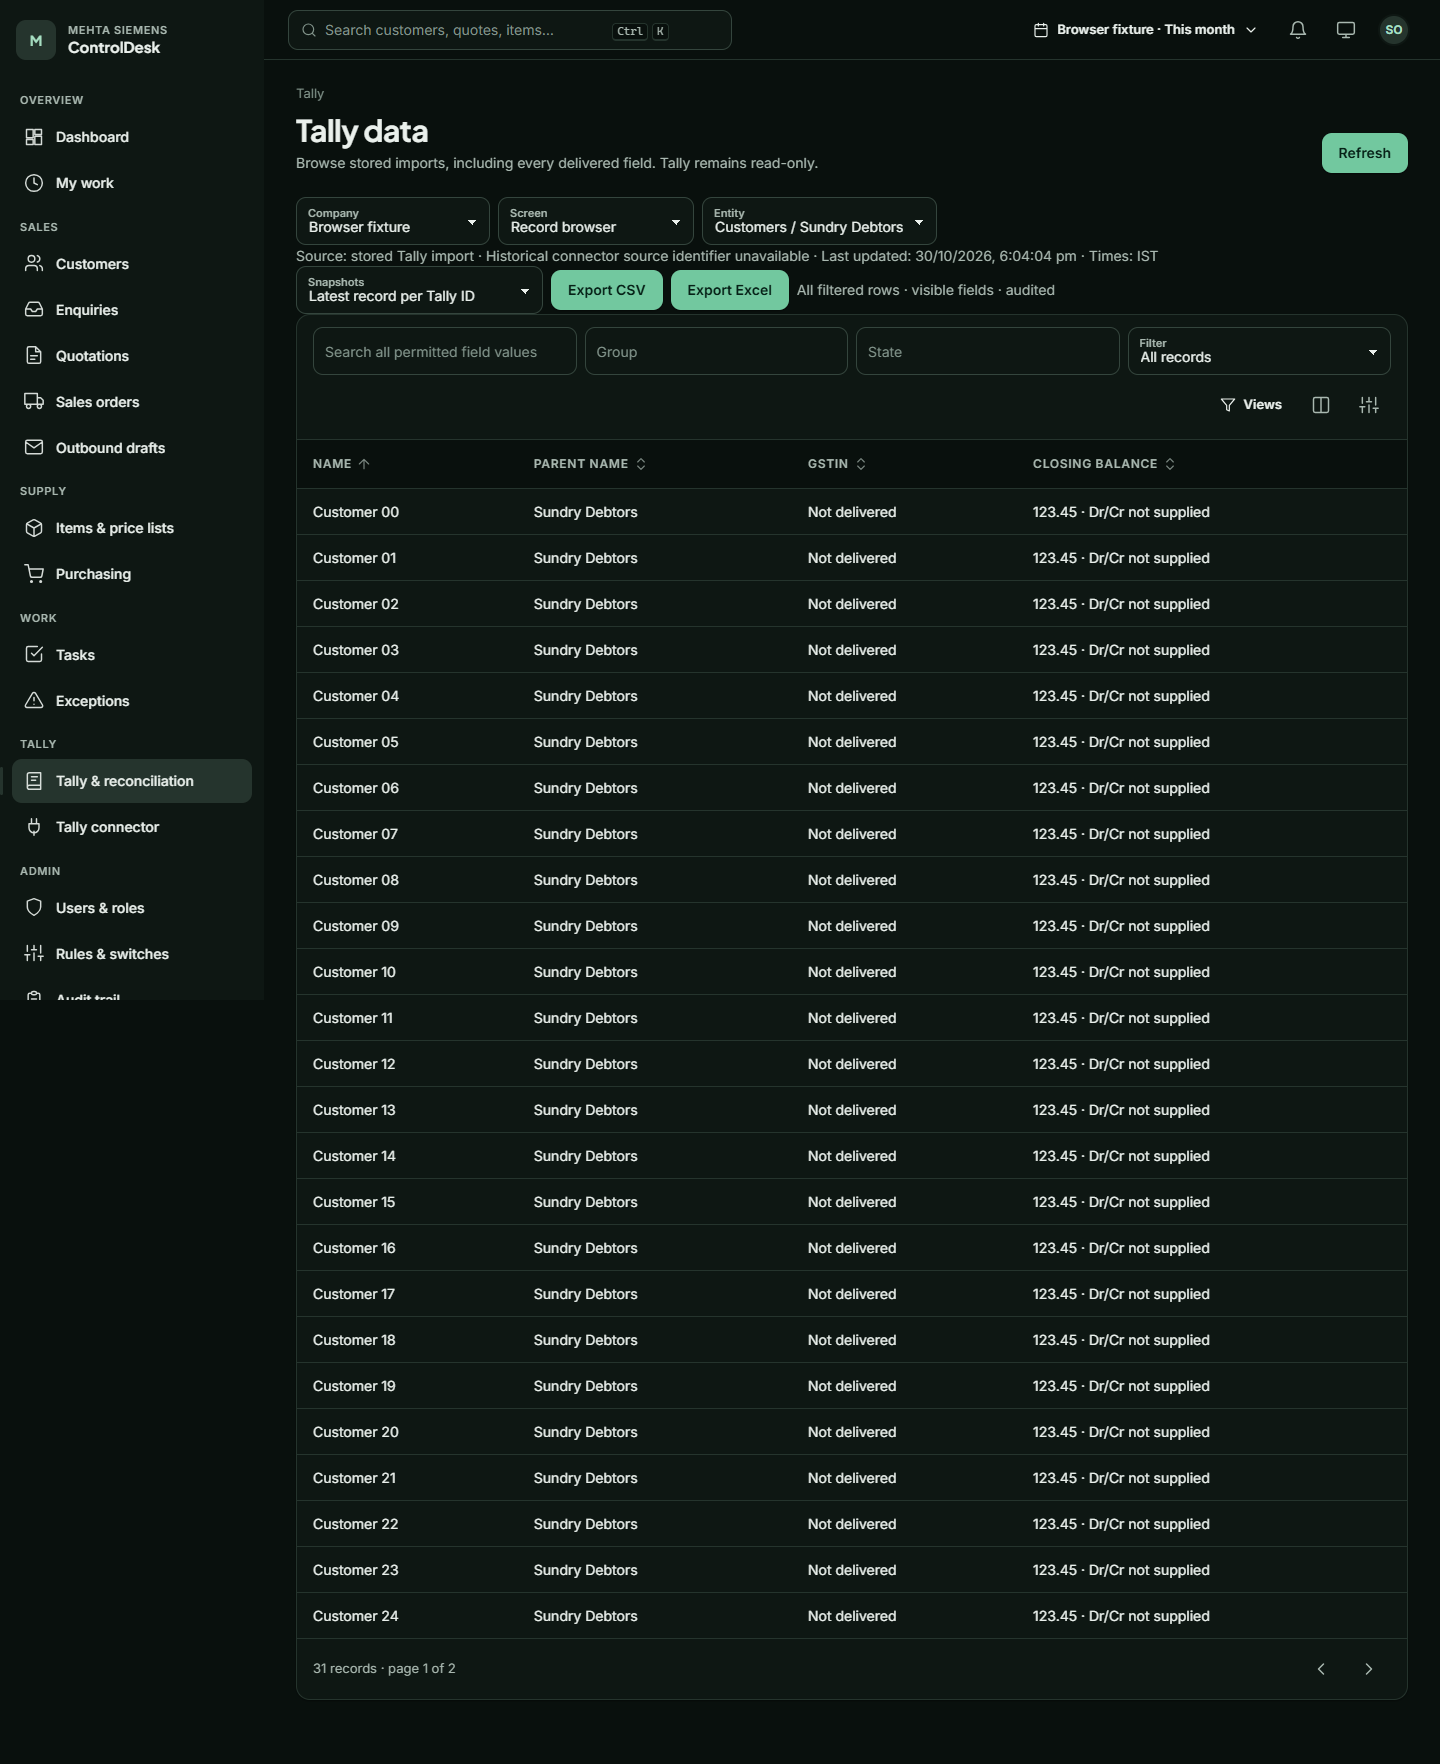 M
MEHTA SIEMENS
ControlDesk
OVERVIEW
Dashboard
My work
SALES
Customers
Enquiries
Quotations
Sales orders
Outbound drafts
SUPPLY
Items & price lists
Purchasing
WORK
Tasks
Exceptions
TALLY
Tally & reconciliation
Tally connector
ADMIN
Users & roles
Rules & switches
Audit trail
Search customers, quotes, items... Ctrl K
Browser fixture · This month
SO
Tally
Tally data
Browse stored imports, including every delivered field. Tally remains read-only.
Refresh
Company
Browser fixture
Screen
Record browser
Entity
Customers / Sundry Debtors
Source: stored Tally import · Historical connector source identifier unavailable · Last updated: 30/10/2026, 6:04:04 pm · Times: IST
Snapshots
Latest record per Tally ID
Export CSV
Export Excel
All filtered rows · visible fields · audited
Search all permitted field values
Group
State
Filter
All records
Views
NAME PARENT NAME GSTIN CLOSING BALANCE
Customer 00 Sundry Debtors Not delivered 123.45 · Dr/Cr not supplied
Customer 01 Sundry Debtors Not delivered 123.45 · Dr/Cr not supplied
Customer 02 Sundry Debtors Not delivered 123.45 · Dr/Cr not supplied
Customer 03 Sundry Debtors Not delivered 123.45 · Dr/Cr not supplied
Customer 04 Sundry Debtors Not delivered 123.45 · Dr/Cr not supplied
Customer 05 Sundry Debtors Not delivered 123.45 · Dr/Cr not supplied
Customer 06 Sundry Debtors Not delivered 123.45 · Dr/Cr not supplied
Customer 07 Sundry Debtors Not delivered 123.45 · Dr/Cr not supplied
Customer 08 Sundry Debtors Not delivered 123.45 · Dr/Cr not supplied
Customer 09 Sundry Debtors Not delivered 123.45 · Dr/Cr not supplied
Customer 10 Sundry Debtors Not delivered 123.45 · Dr/Cr not supplied
Customer 11 Sundry Debtors Not delivered 123.45 · Dr/Cr not supplied
Customer 12 Sundry Debtors Not delivered 123.45 · Dr/Cr not supplied
Customer 13 Sundry Debtors Not delivered 123.45 · Dr/Cr not supplied
Customer 14 Sundry Debtors Not delivered 123.45 · Dr/Cr not supplied
Customer 15 Sundry Debtors Not delivered 123.45 · Dr/Cr not supplied
Customer 16 Sundry Debtors Not delivered 123.45 · Dr/Cr not supplied
Customer 17 Sundry Debtors Not delivered 123.45 · Dr/Cr not supplied
Customer 18 Sundry Debtors Not delivered 123.45 · Dr/Cr not supplied
Customer 19 Sundry Debtors Not delivered 123.45 · Dr/Cr not supplied
Customer 20 Sundry Debtors Not delivered 123.45 · Dr/Cr not supplied
Customer 21 Sundry Debtors Not delivered 123.45 · Dr/Cr not supplied
Customer 22 Sundry Debtors Not delivered 123.45 · Dr/Cr not supplied
Customer 23 Sundry Debtors Not delivered 123.45 · Dr/Cr not supplied
Customer 24 Sundry Debtors Not delivered 123.45 · Dr/Cr not supplied
31 records · page 1 of 2